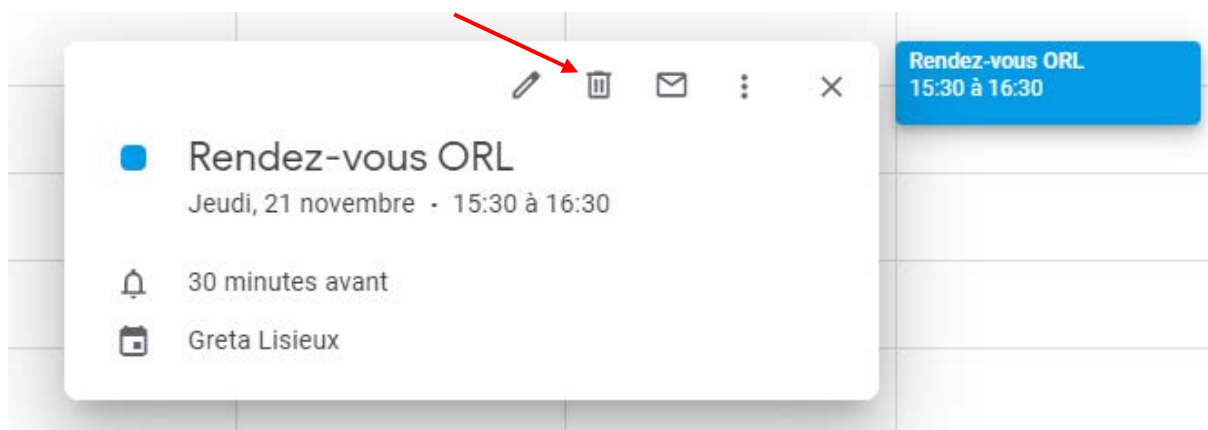 Rendez-vous ORL
15:30 à 16:30
Rendez-vous ORL
Jeudi, 21 novembre • 15:30 à 16:30
30 minutes avant
Greta Lisieux